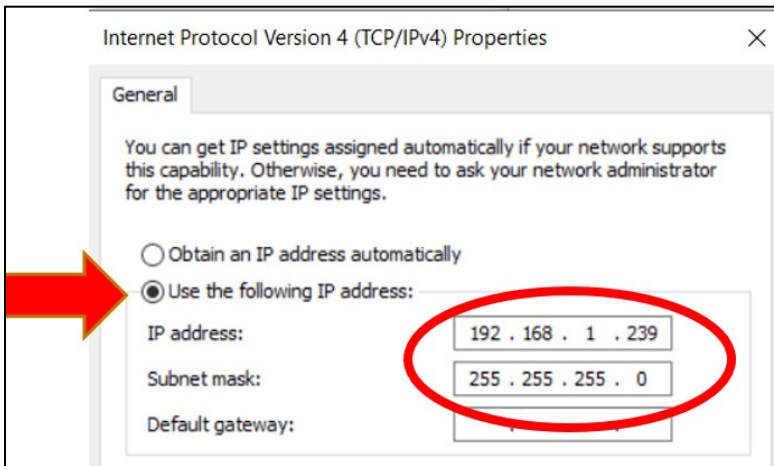 Internet Protocol Version 4 (TCP/IPv4) Properties
General
You can get IP settings assigned automatically if your network supports
this capability. Otherwise, you need to ask your network administrator
for the appropriate IP settings.
Obtain an IP address automatically
Use the following IP address:
IP address: 192 . 168 . 1 . 239
Subnet mask: 255 . 255 . 255 . 0
Default gateway: . . .